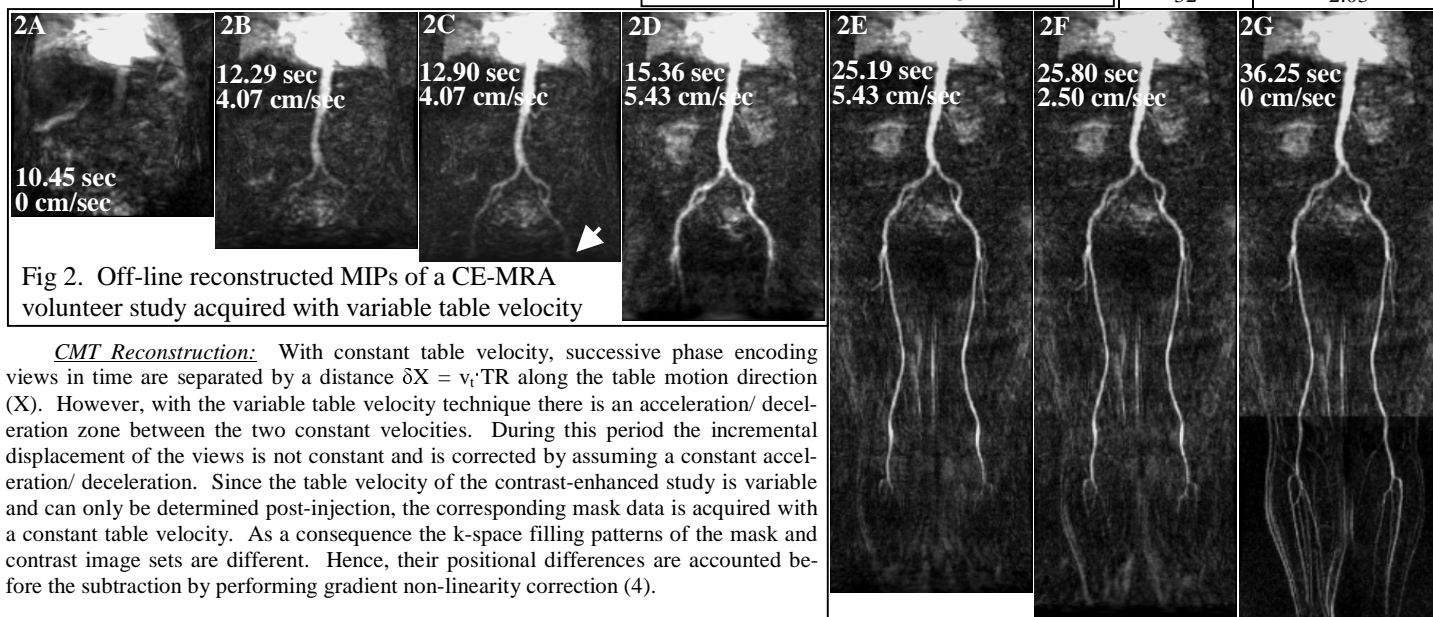 32 2.63
2A
10.45 sec
0 cm/sec
2B
12.29 sec
4.07 cm/sec
2C
12.90 sec
4.07 cm/sec
2D
15.36 sec
5.43 cm/sec
2E
25.19 sec
5.43 cm/sec
2F
25.80 sec
2.50 cm/sec
2G
36.25 sec
0 cm/sec
Fig 2. Off-line reconstructed MIPs of a CE-MRA
volunteer study acquired with variable table velocity
CMT Reconstruction: With constant table velocity, successive phase encoding
views in time are separated by a distance δX = vₜ·TR along the table motion direction
(X). However, with the variable table velocity technique there is an acceleration/ decel-
eration zone between the two constant velocities. During this period the incremental
displacement of the views is not constant and is corrected by assuming a constant accel-
eration/ deceleration. Since the table velocity of the contrast-enhanced study is variable
and can only be determined post-injection, the corresponding mask data is acquired with
a constant table velocity. As a consequence the k-space filling patterns of the mask and
contrast image sets are different. Hence, their positional differences are accounted be-
fore the subtraction by performing gradient non-linearity correction (4).